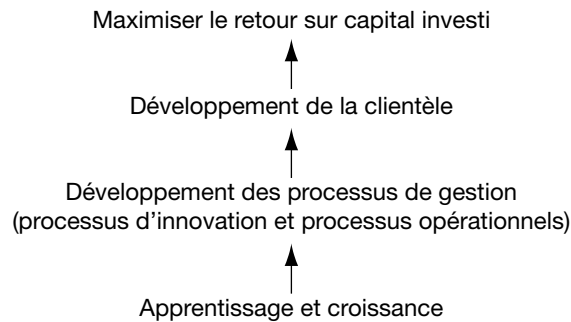 Maximiser le retour sur capital investi
Développement de la clientèle
Développement des processus de gestion
(processus d'innovation et processus opérationnels)
Apprentissage et croissance